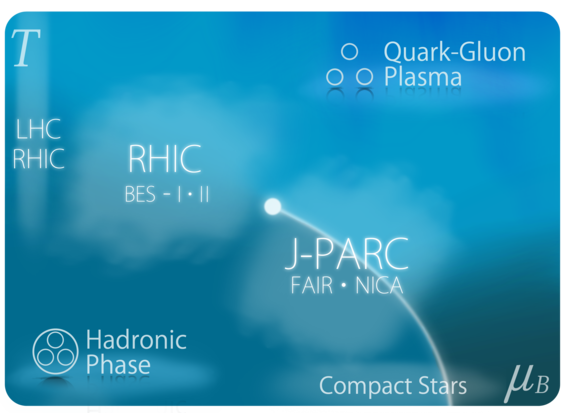 T
Quark-Gluon
Plasma
LHC
RHIC
RHIC
BES - I • II
J-PARC
FAIR • NICA
Hadronic
Phase
Compact Stars
μB